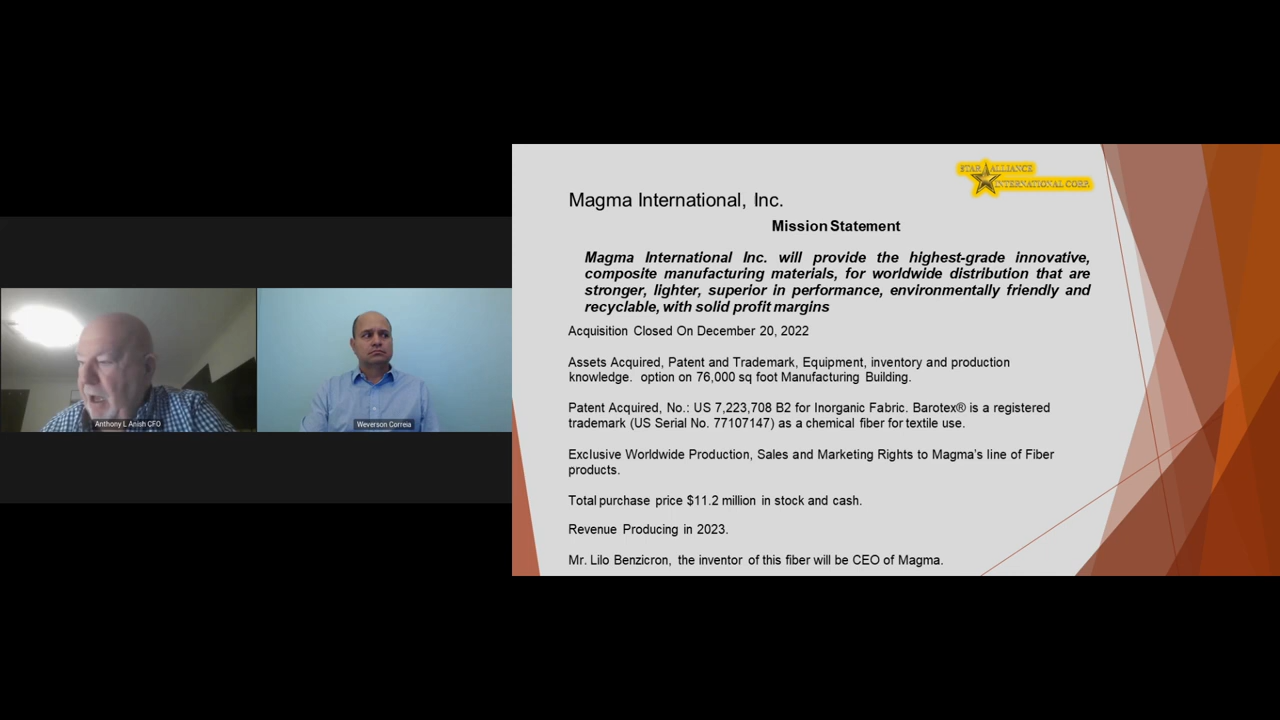 Anthony L Anish CFO
Weverson Correia
STAR ALLIANCE
INTERNATIONAL CORP.
Magma International, Inc.
Mission Statement
Magma International Inc. will provide the highest-grade innovative,
composite manufacturing materials, for worldwide distribution that are
stronger, lighter, superior in performance, environmentally friendly and
recyclable, with solid profit margins
Acquisition Closed On December 20, 2022
Assets Acquired, Patent and Trademark, Equipment, inventory and production
knowledge. option on 76,000 sq foot Manufacturing Building.
Patent Acquired, No.: US 7,223,708 B2 for Inorganic Fabric. Barotex® is a registered
trademark (US Serial No. 77107147) as a chemical fiber for textile use.
Exclusive Worldwide Production, Sales and Marketing Rights to Magma's line of Fiber
products.
Total purchase price $11.2 million in stock and cash.
Revenue Producing in 2023.
Mr. Lilo Benzicron, the inventor of this fiber will be CEO of Magma.